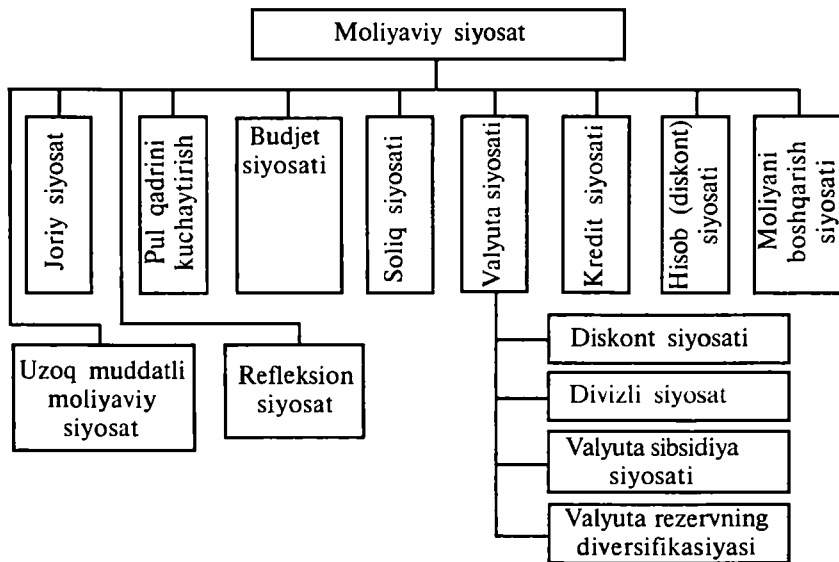 Moliyaviy siyosat
Joriy siyosat
Pul qadrini
kuchaytirish
Budjet
siyosati
Soliq siyosati
Valyuta siyosati
Kredit siyosati
Hisob (diskont)
siyosati
Moliyani
boshqarish
siyosati
Uzoq muddatli
moliyaviy
siyosat
Refleksion
siyosat
Diskont siyosati
Divizli siyosat
Valyuta sibsidiya
siyosati
Valyuta rezervning
diversifikasiyasi